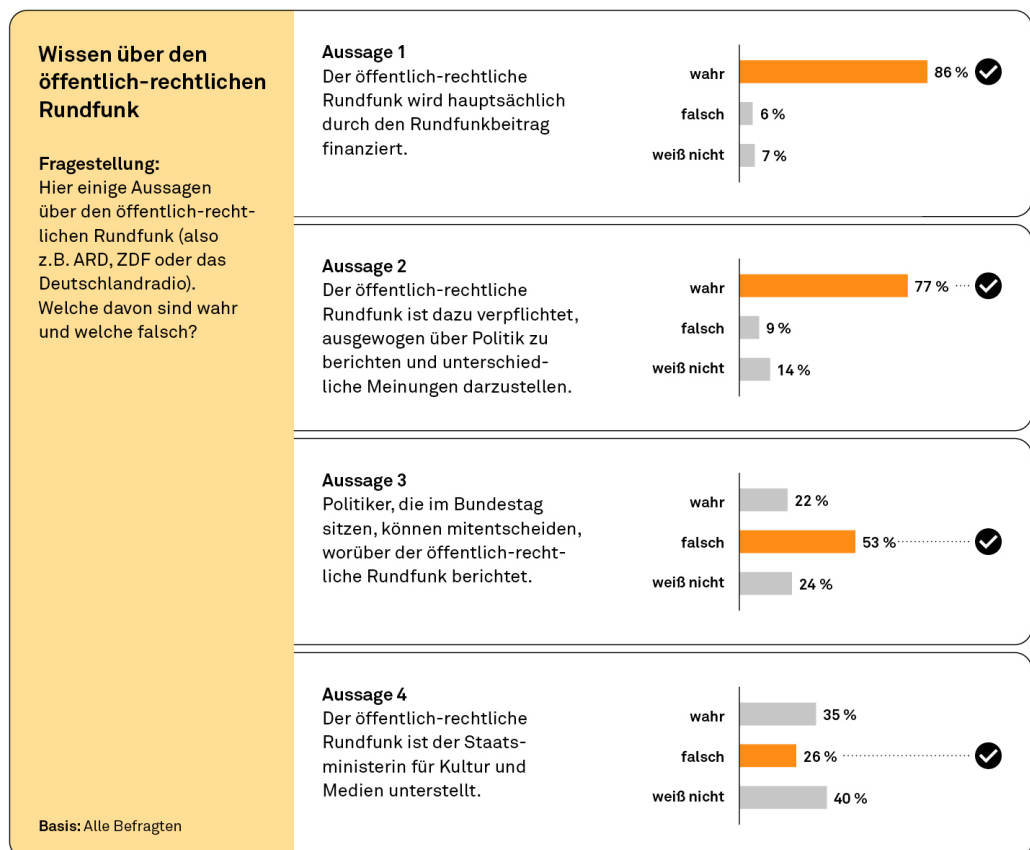 Wissen über den
öffentlich-rechtlichen
Rundfunk
Fragestellung:
Hier einige Aussagen
über den öffentlich-recht-
lichen Rundfunk (also
z.B. ARD, ZDF oder das
Deutschlandradio).
Welche davon sind wahr
und welche falsch?
Basis: Alle Befragten
Aussage 1
Der öffentlich-rechtliche
Rundfunk wird hauptsächlich
durch den Rundfunkbeitrag
finanziert.
wahr 86 %
falsch 6 %
weiß nicht 7 %
Aussage 2
Der öffentlich-rechtliche
Rundfunk ist dazu verpflichtet,
ausgewogen über Politik zu
berichten und unterschied-
liche Meinungen darzustellen.
wahr 77 %
falsch 9 %
weiß nicht 14 %
Aussage 3
Politiker, die im Bundestag
sitzen, können mitentscheiden,
worüber der öffentlich-recht-
liche Rundfunk berichtet.
wahr 22 %
falsch 53 %
weiß nicht 24 %
Aussage 4
Der öffentlich-rechtliche
Rundfunk ist der Staats-
ministerin für Kultur und
Medien unterstellt.
wahr 35 %
falsch 26 %
weiß nicht 40 %